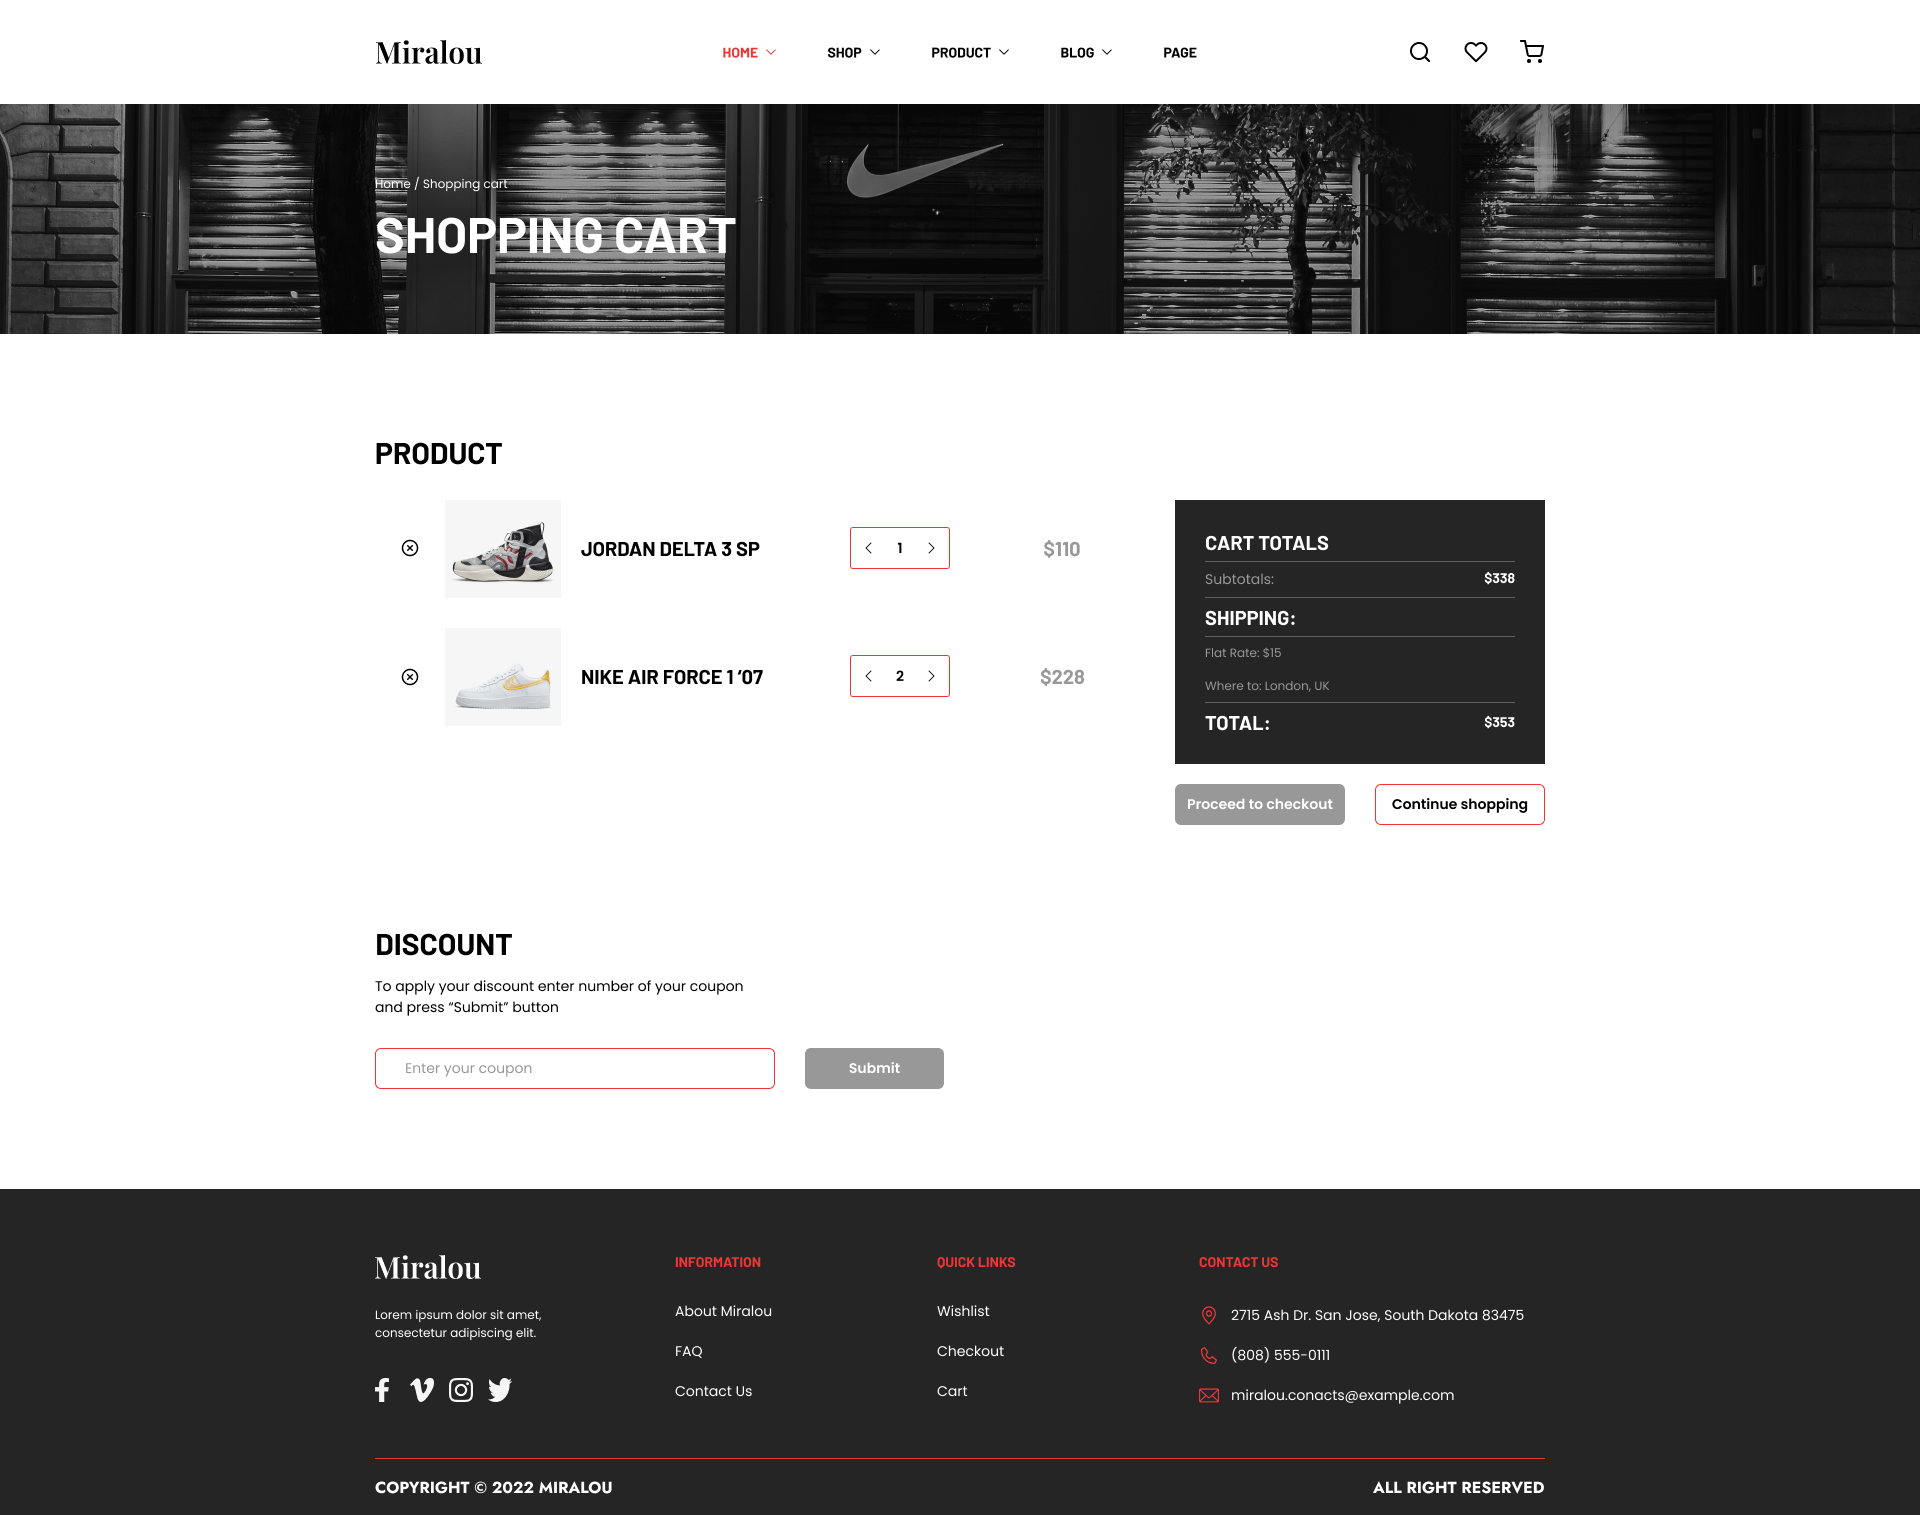 Miralou
HOME
SHOP
PRODUCT
BLOG
PAGE
Home / Shopping cart
SHOPPING CART
PRODUCT
JORDAN DELTA 3 SP
1
$110
NIKE AIR FORCE 1 ‘07
2
$228
CART TOTALS
Subtotals:
$338
SHIPPING:
Flat Rate: $15
Where to: London, UK
TOTAL:
$353
Proceed to checkout
Continue shopping
DISCOUNT
To apply your discount enter number of your coupon
and press “Submit” button
Enter your coupon
Submit
Miralou
Lorem ipsum dolor sit amet,
consectetur adipiscing elit.
INFORMATION
About Miralou
FAQ
Contact Us
QUICK LINKS
Wishlist
Checkout
Cart
CONTACT US
2715 Ash Dr. San Jose, South Dakota 83475
(808) 555-0111
miralou.conacts@example.com
COPYRIGHT © 2022 MIRALOU
ALL RIGHT RESERVED